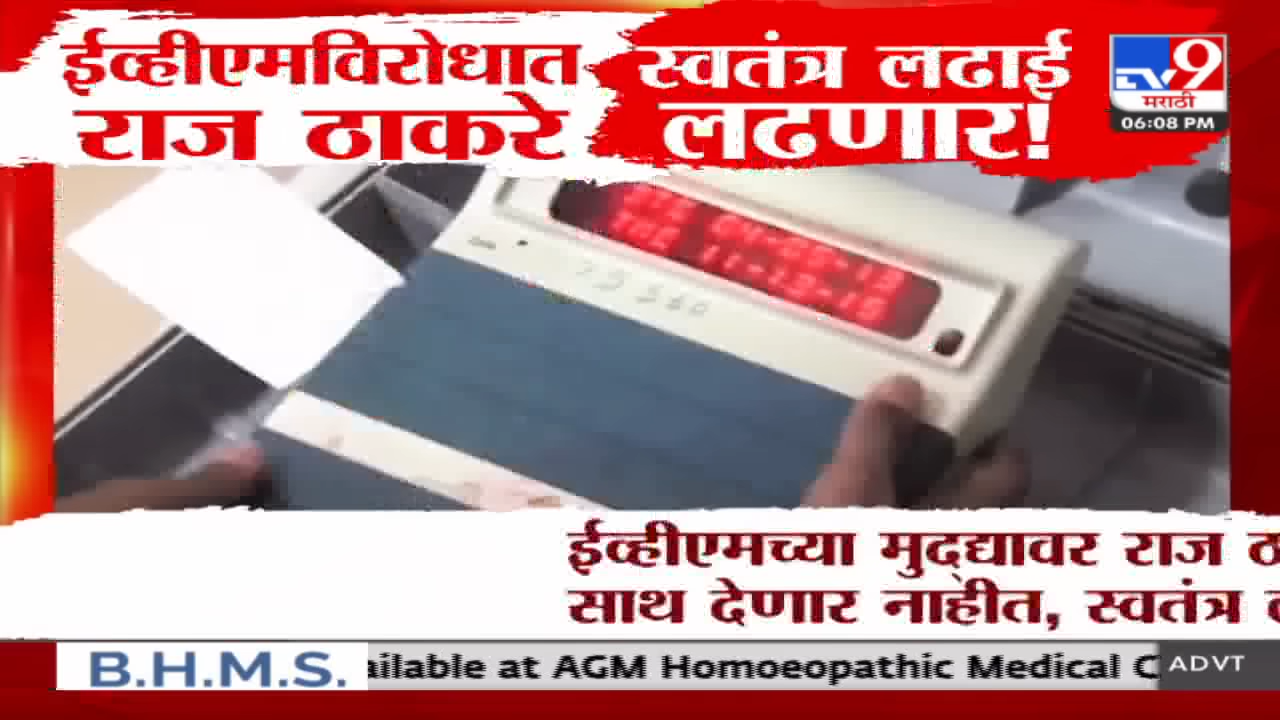 ईव्हीएमविरोधात स्वतंत्र लढाई
राज ठाकरे लढणार!
TV9
मराठी
06:08 PM
ईव्हीएमच्या मुद्द्यावर राज
साथ देणार नाहीत, स्वतंत्र
B.H.M.S.
ailable at AGM Homoeopathic Medical C
ADVT